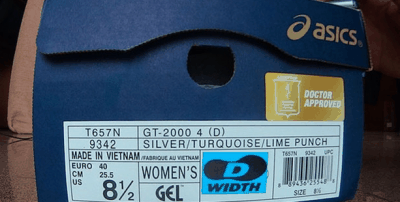 asics
DOCTOR
APPROVED
T657N GT-2000 4 (D)
9342 SILVER/TURQUOISE/LIME PUNCH
MADE IN VIETNAM /FABRIQUE AU VIETNAM
EURO 40
CM 25.5
US 8½
WOMEN'S
GEL
D
WIDTH
T657N 9342 UPC
SIZE 8½